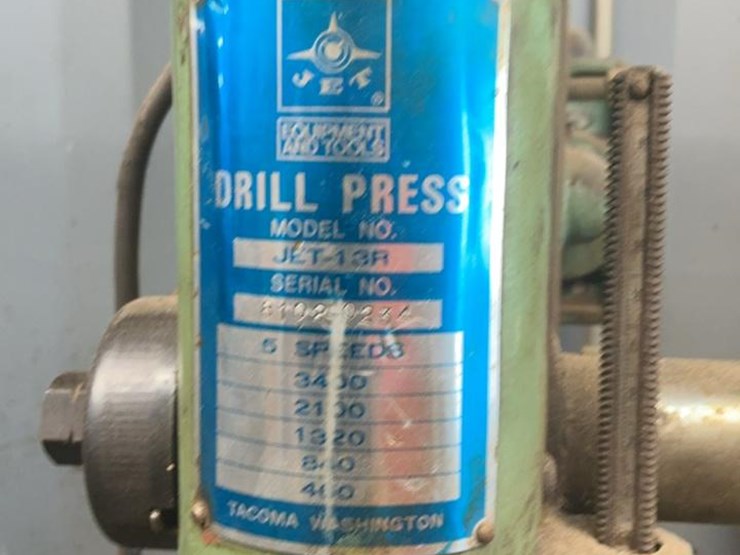 JET
®
EQUIPMENT
AND TOOLS
DRILL PRESS
MODEL NO.
JET-13R
SERIAL NO.
5 SPEEDS
3400
2100
1320
840
TACOMA WASHINGTON